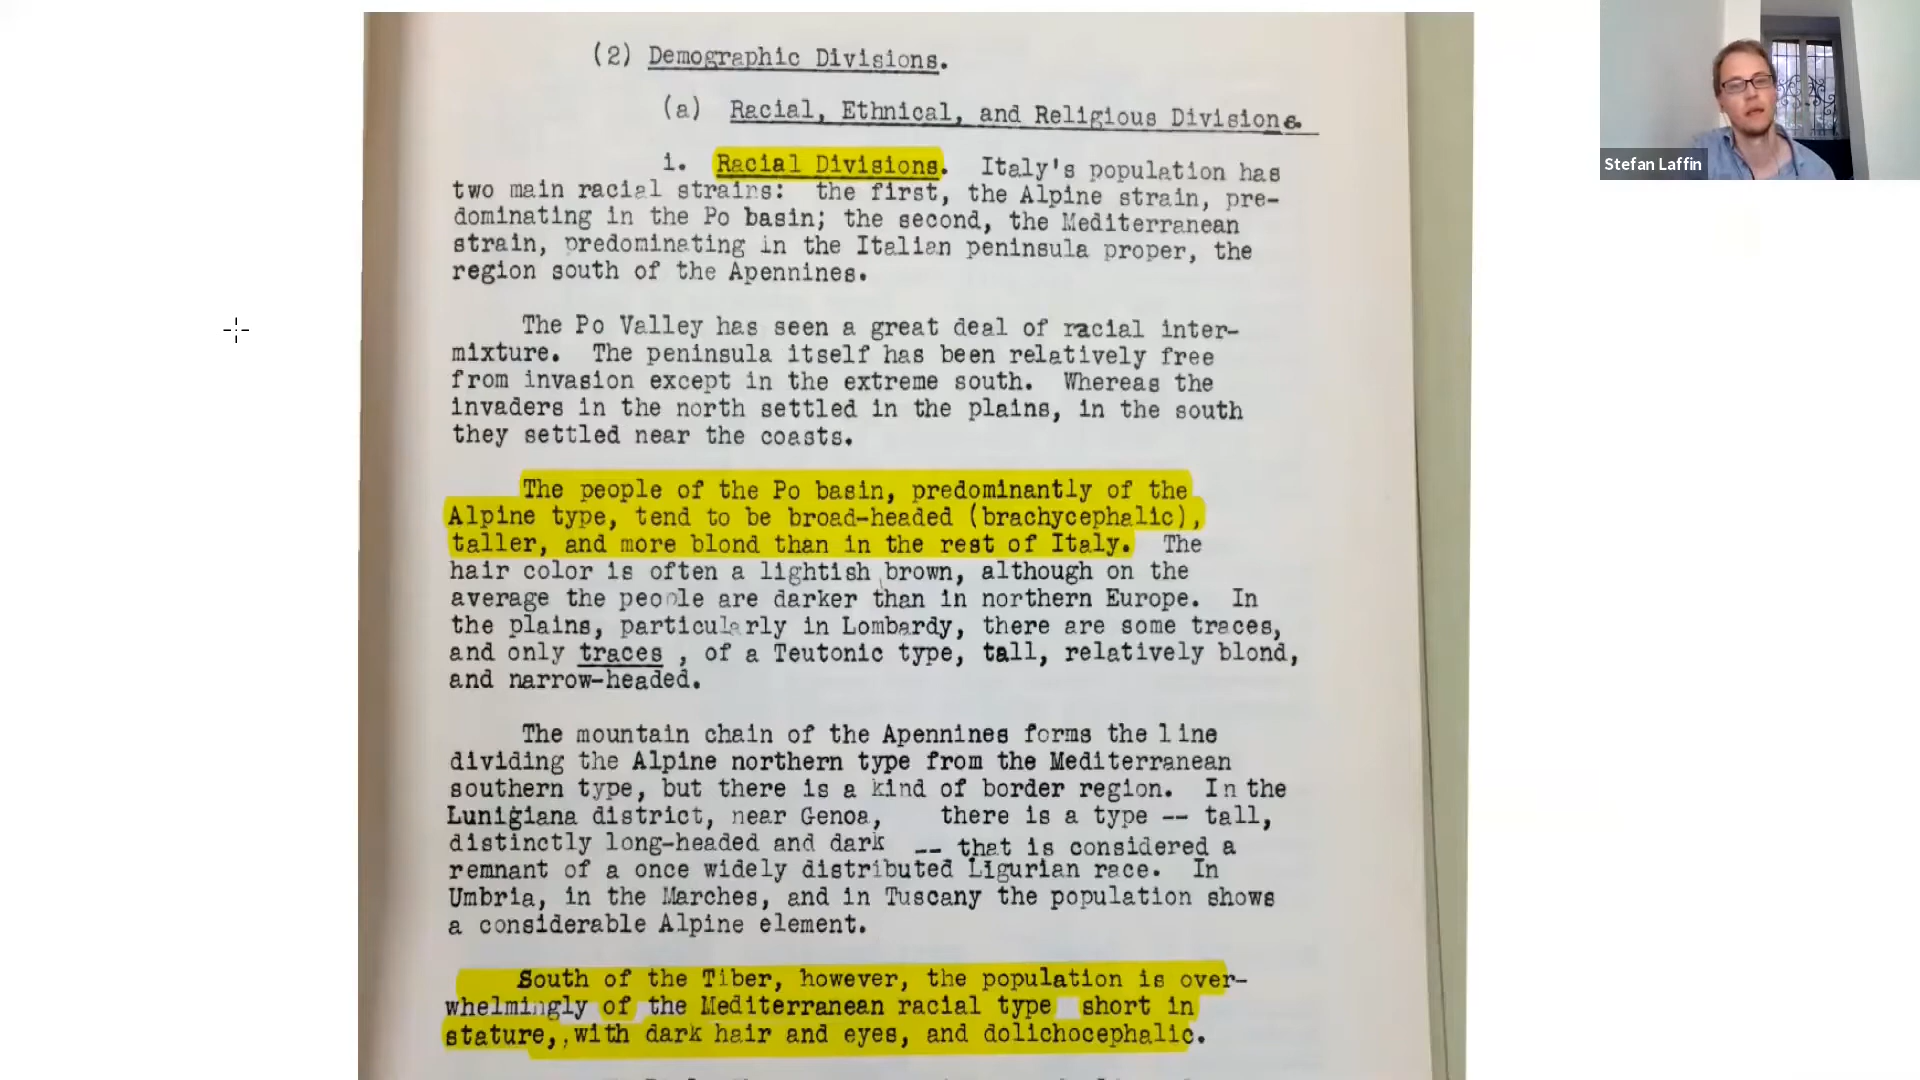 (2) Demographic Divisions.
(a) Racial, Ethnical, and Religious Divisions.
i. Racial Divisions. Italy's population has
two main racial strains: the first, the Alpine strain, pre-
dominating in the Po basin; the second, the Mediterranean
strain, predominating in the Italian peninsula proper, the
region south of the Apennines.
The Po Valley has seen a great deal of racial inter-
mixture. The peninsula itself has been relatively free
from invasion except in the extreme south. Whereas the
invaders in the north settled in the plains, in the south
they settled near the coasts.
The people of the Po basin, predominantly of the
Alpine type, tend to be broad-headed (brachycephalic),
taller, and more blond than in the rest of Italy. The
hair color is often a lightish brown, although on the
average the people are darker than in northern Europe. In
the plains, particularly in Lombardy, there are some traces,
and only traces , of a Teutonic type, tall, relatively blond,
and narrow-headed.
The mountain chain of the Apennines forms the line
dividing the Alpine northern type from the Mediterranean
southern type, but there is a kind of border region. In the
Lunigiana district, near Genoa, there is a type -- tall,
distinctly long-headed and dark -- that is considered a
remnant of a once widely distributed Ligurian race. In
Umbria, in the Marches, and in Tuscany the population shows
a considerable Alpine element.
South of the Tiber, however, the population is over-
whelmingly of the Mediterranean racial type short in
stature,,with dark hair and eyes, and dolichocephalic.
Stefan Laffin